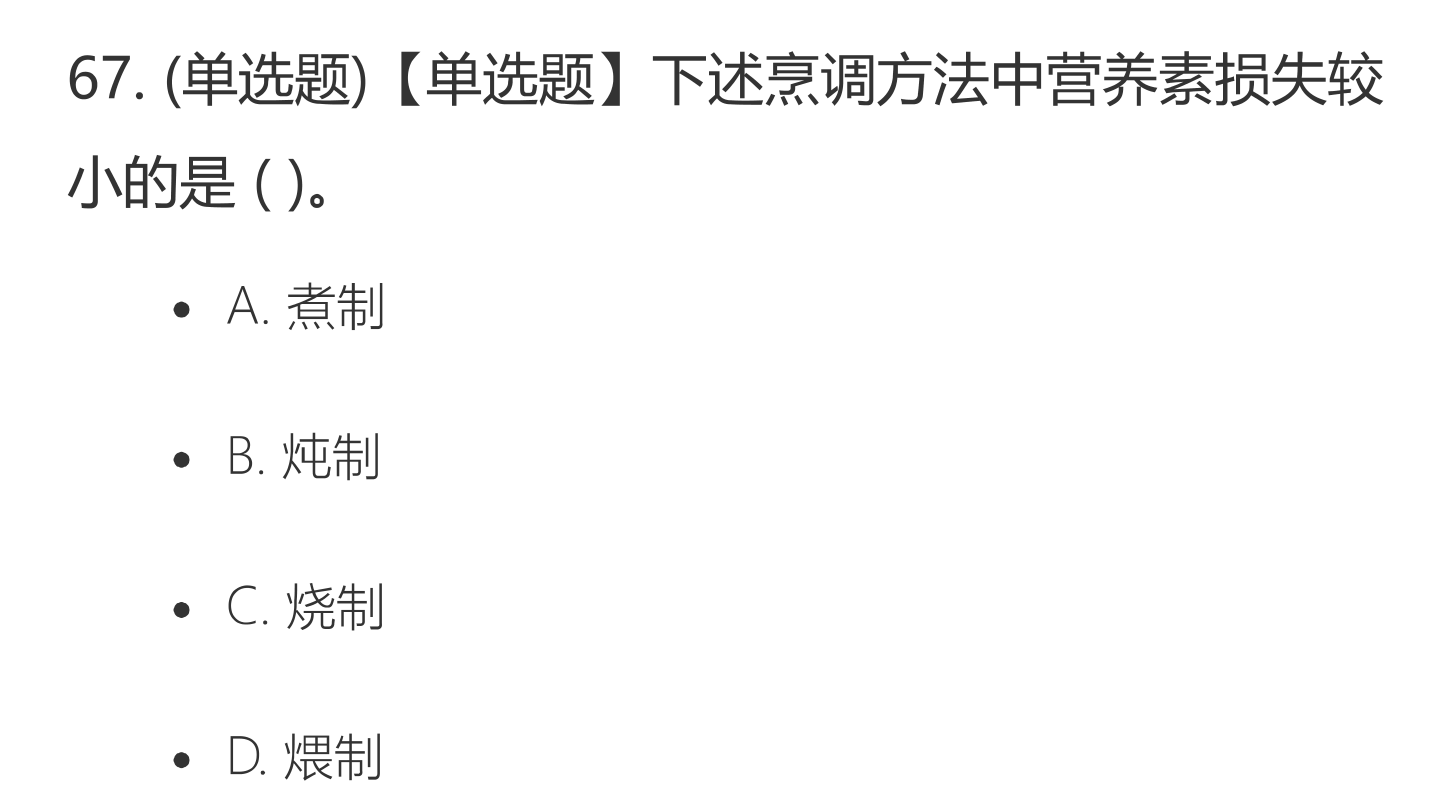 67. (单选题)【单选题】下述烹调方法中营养素损失较
小的是 ( )。
A. 煮制
B. 炖制
C. 烧制
D. 煨制